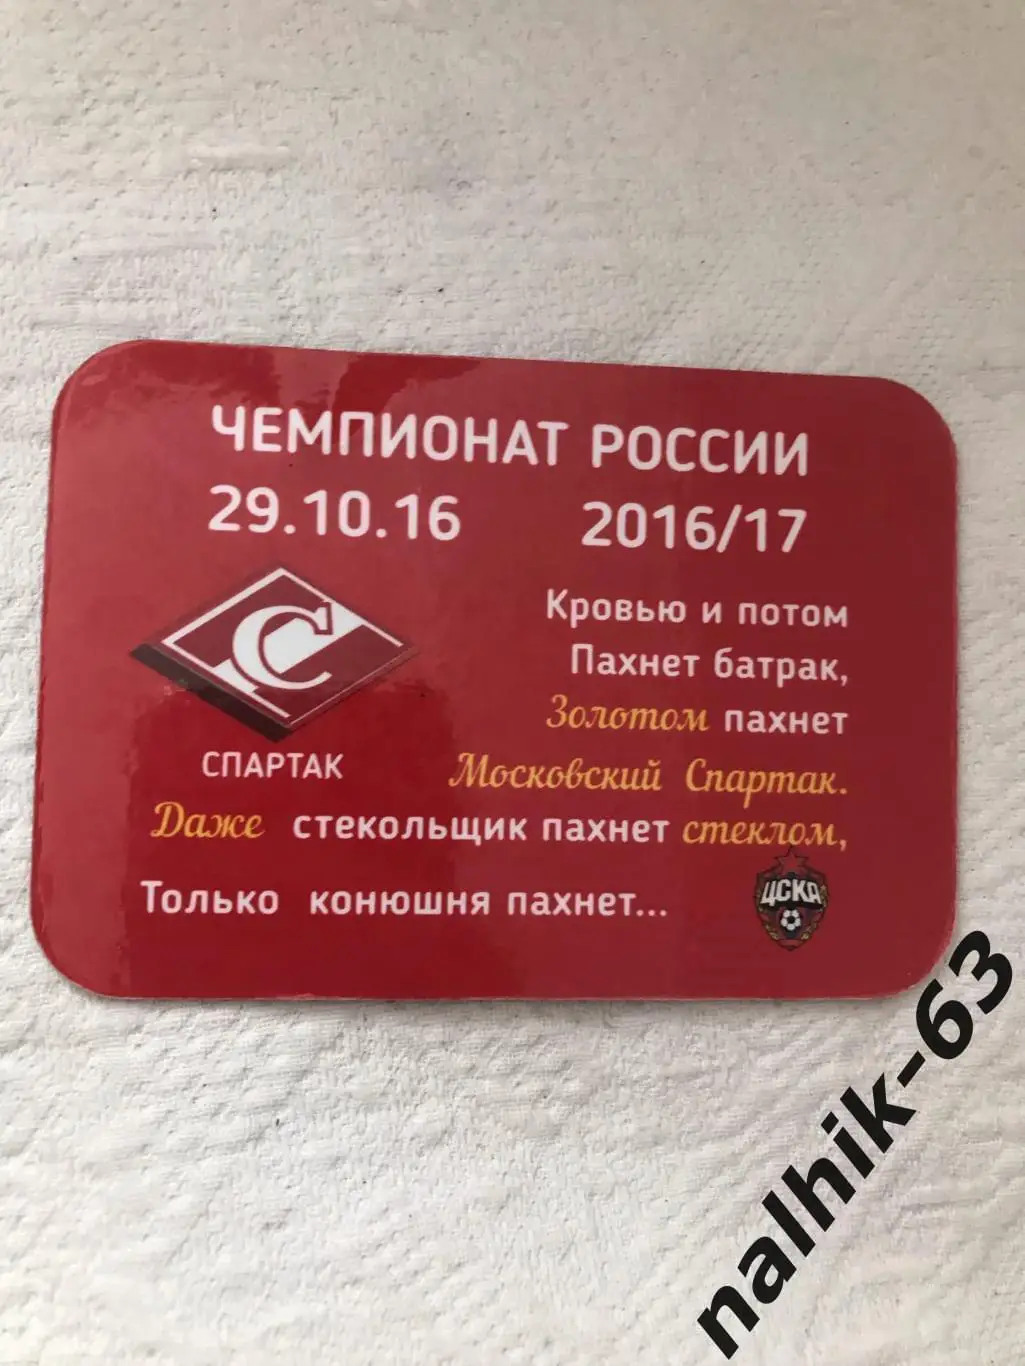 ЧЕМПИОНАТ РОССИИ
29.10.16 2016/17
Кровью и потом
Пахнет батрак,
Золотом пахнет
С
СПАРТАК
Московский Спартак.
Даже стекольщик пахнет стеклом,
Только конюшня пахнет...
ЦСКА
nalhik-63